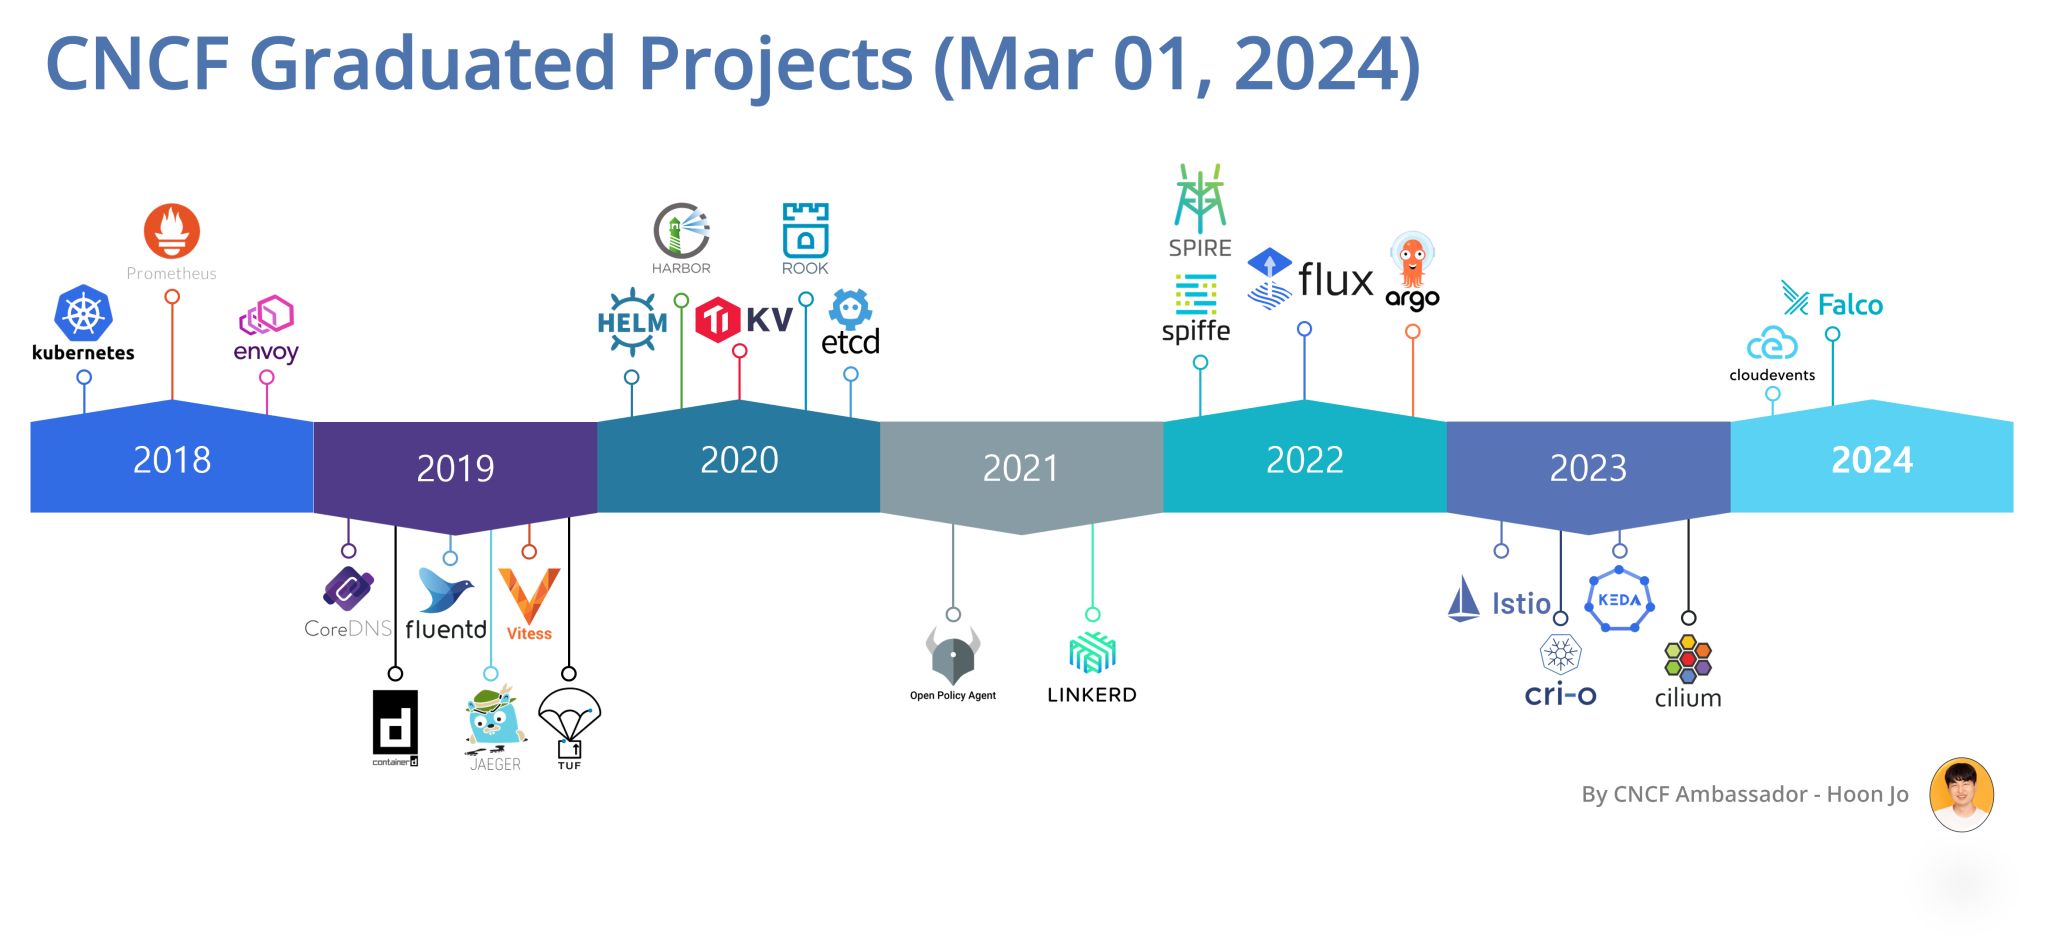 CNCF Graduated Projects (Mar 01, 2024)
kubernetes
Prometheus
envoy
HELM
HARBOR
TiKV
ROOK
etcd
SPIRE
spiffe
flux
argo
cloudevents
Falco
2018
2019
2020
2021
2022
2023
2024
CoreDNS
containerd
fluentd
JAEGER
Vitess
TUF
Open Policy Agent
LINKERD
Istio
cri-o
KEDA
cilium
By CNCF Ambassador - Hoon Jo